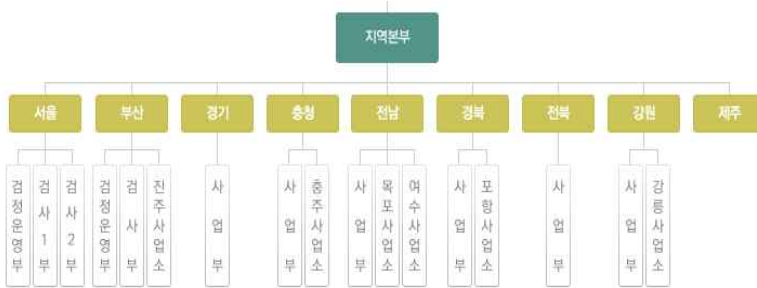 지역본부
서울
부산
경기
충청
전남
경북
전북
강원
제주
검정운영부
검사1부
검사2부
검정운영부
검사부
진주사업소
사업부
사업부
충주사업소
사업부
목포사업소
여수사업소
사업부
포항사업소
사업부
사업부
강릉사업소